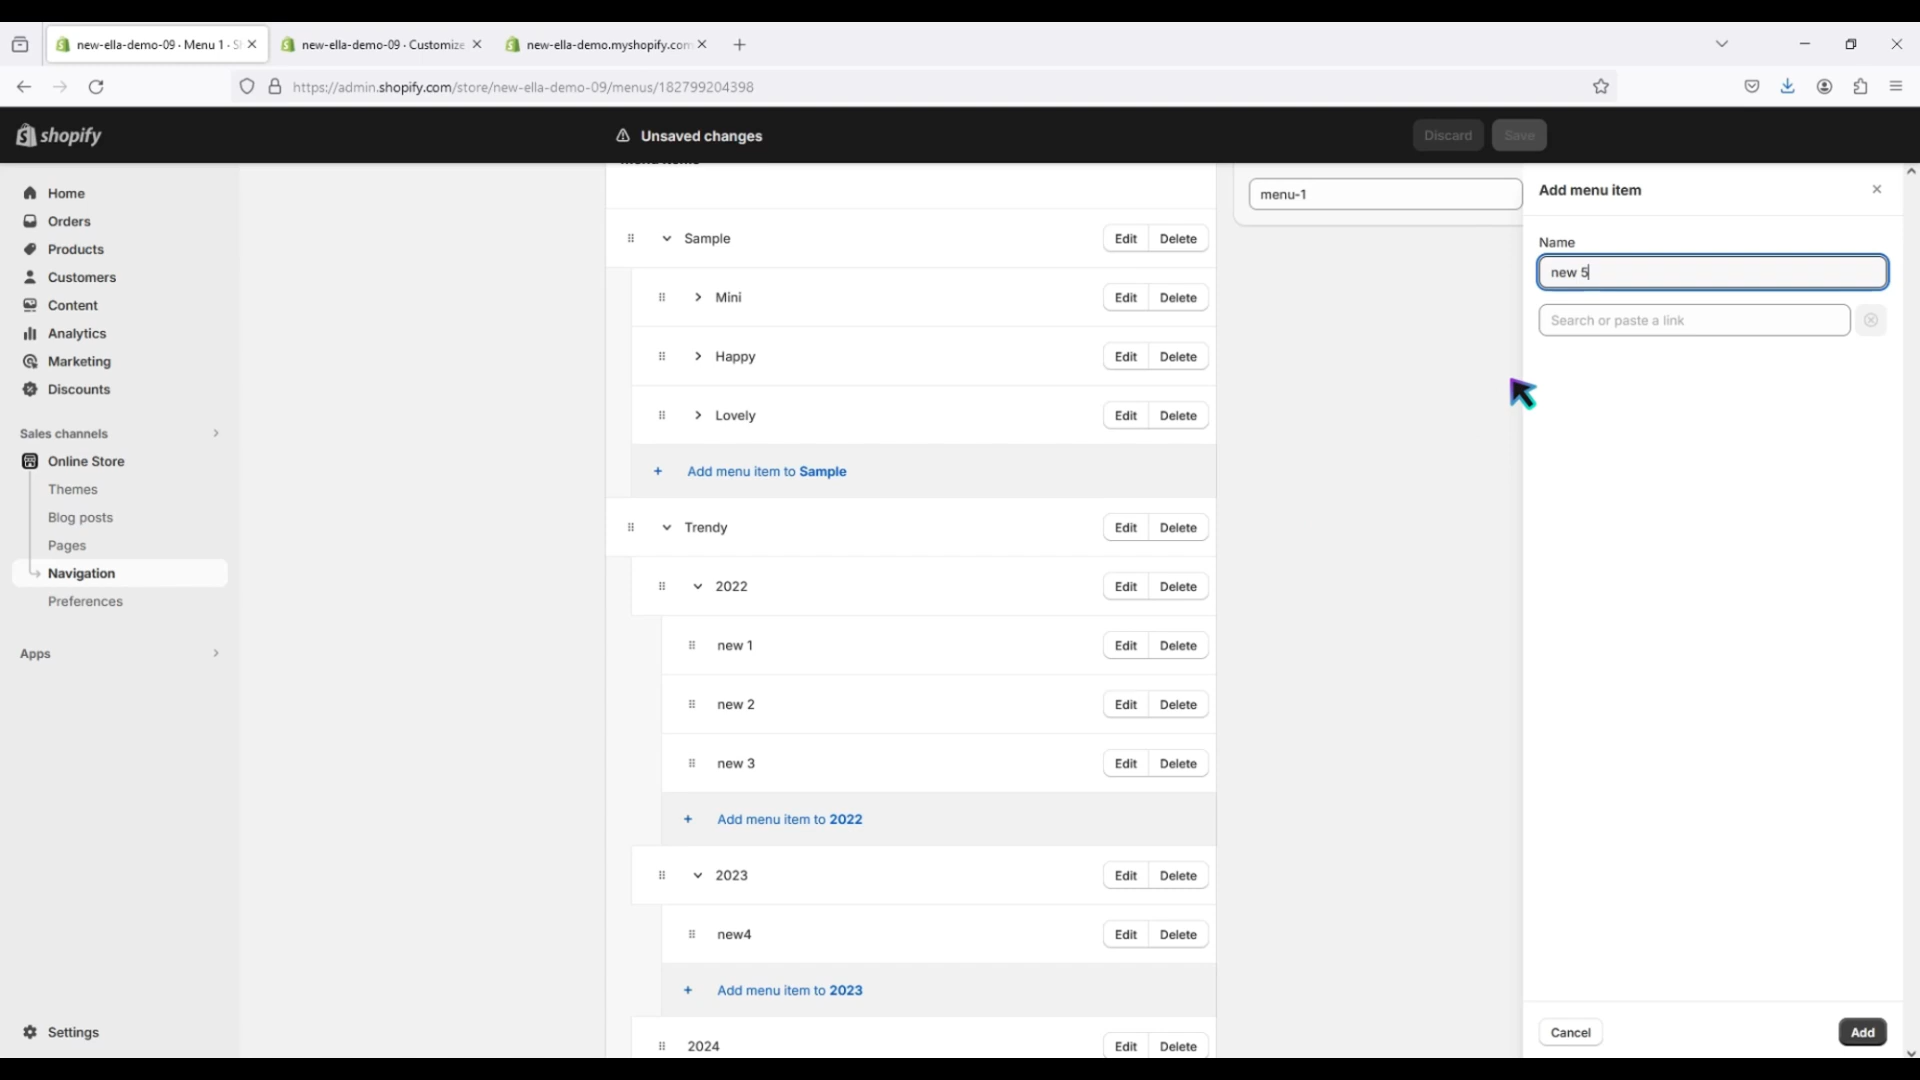 new-ella-demo-09 · Menu 1 · S
new-ella-demo-09 · Customize
new-ella-demo.myshopify.com
https://admin.shopify.com/store/new-ella-demo-09/menus/182799204398
shopify
Unsaved changes
Discard
Save
Home
Orders
Products
Customers
Content
Analytics
Marketing
Discounts
Sales channels
Online Store
Themes
Blog posts
Pages
Navigation
Preferences
Apps
Settings
Menu items
Sample Edit Delete
Mini Edit Delete
Happy Edit Delete
Lovely Edit Delete
+ Add menu item to Sample
Trendy Edit Delete
2022 Edit Delete
new 1 Edit Delete
new 2 Edit Delete
new 3 Edit Delete
+ Add menu item to 2022
2023 Edit Delete
new4 Edit Delete
+ Add menu item to 2023
2024 Edit Delete
menu-1
Add menu item
Name
new 5
Search or paste a link
Cancel
Add